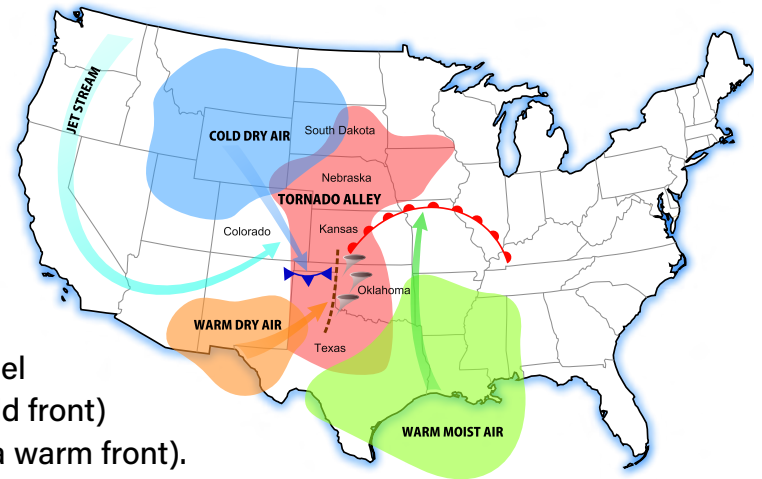 JET STREAM
COLD DRY AIR
South Dakota
Nebraska
TORNADO ALLEY
Colorado
Kansas
Oklahoma
WARM DRY AIR
Texas
el
d front)
WARM MOIST AIR
a warm front).